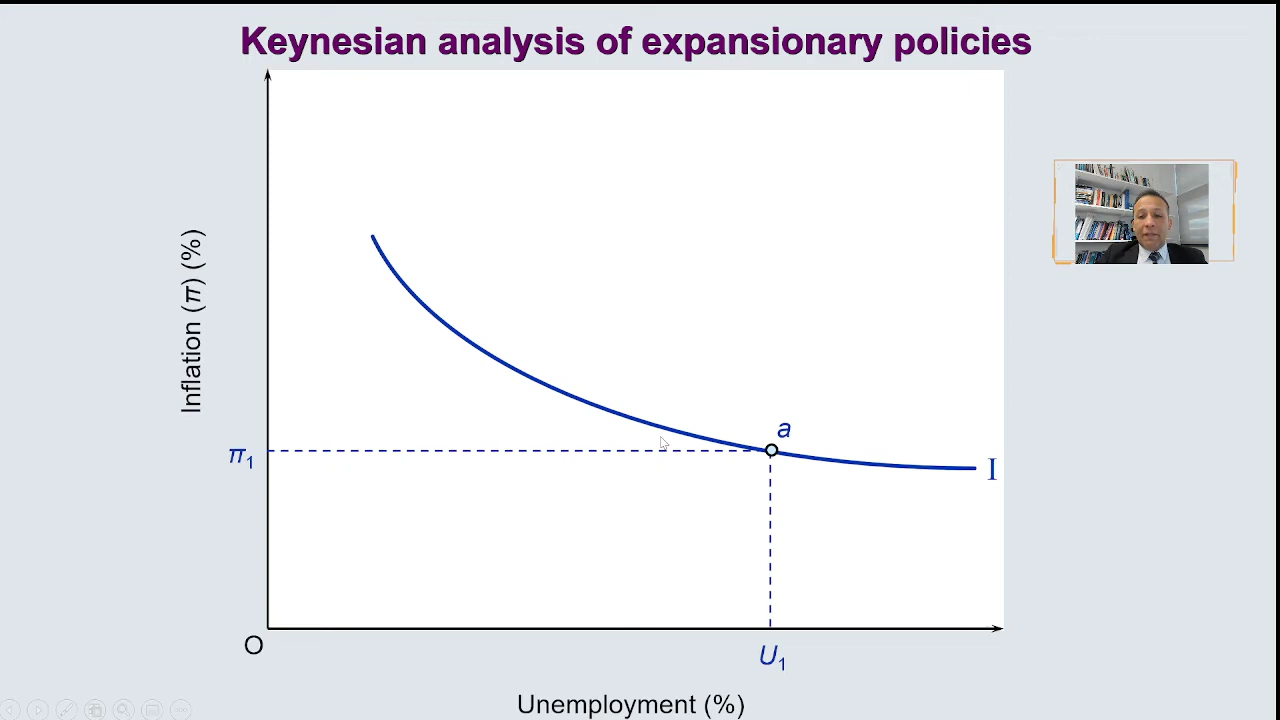 Keynesian analysis of expansionary policies
Inflation (π) (%)
a
π1
I
O
U1
Unemployment (%)